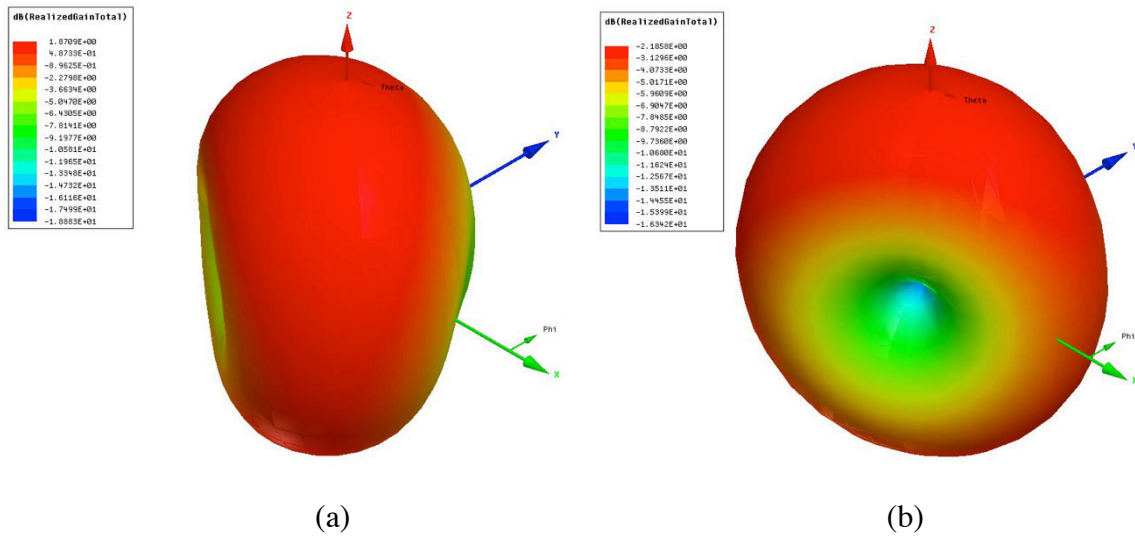 dB(RealizedGainTotal)
1.8709E+00
4.8733E-01
-8.9625E-01
-2.2798E+00
-3.6634E+00
-5.0470E+00
-6.4305E+00
-7.8141E+00
-9.1977E+00
-1.0581E+01
-1.1965E+01
-1.3348E+01
-1.4732E+01
-1.6116E+01
-1.7499E+01
-1.8883E+01
Z
Theta
Y
Phi
X
(a)
dB(RealizedGainTotal)
-2.1858E+00
-3.1296E+00
-4.0733E+00
-5.0171E+00
-5.9609E+00
-6.9047E+00
-7.8485E+00
-8.7922E+00
-9.7360E+00
-1.0680E+01
-1.1624E+01
-1.2567E+01
-1.3511E+01
-1.4455E+01
-1.5399E+01
-1.6342E+01
Z
Theta
Y
Phi
X
(b)